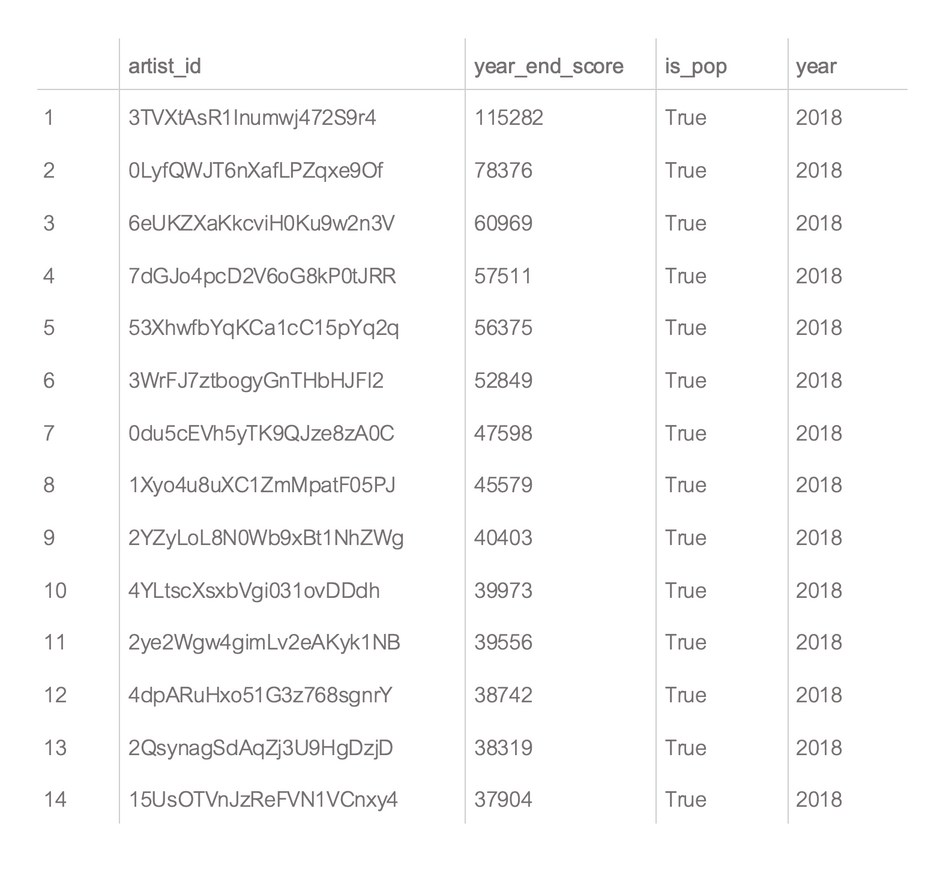 artist_id year_end_score is_pop year
1 3TVXtAsR1Inumwj472S9r4 115282 True 2018
2 0LyfQWJT6nXafLPZqxe9Of 78376 True 2018
3 6eUKZXaKkcviH0Ku9w2n3V 60969 True 2018
4 7dGJo4pcD2V6oG8kP0tJRR 57511 True 2018
5 53XhwfbYqKCa1cC15pYq2q 56375 True 2018
6 3WrFJ7ztbogyGnTHbHJFl2 52849 True 2018
7 0du5cEVh5yTK9QJze8zA0C 47598 True 2018
8 1Xyo4u8uXC1ZmMpatF05PJ 45579 True 2018
9 2YZyLoL8N0Wb9xBt1NhZWg 40403 True 2018
10 4YLtscXsxbVgi031ovDDdh 39973 True 2018
11 2ye2Wgw4gimLv2eAKyk1NB 39556 True 2018
12 4dpARuHxo51G3z768sgnrY 38742 True 2018
13 2QsynagSdAqZj3U9HgDzjD 38319 True 2018
14 15UsOTVnJzReFVN1VCnxy4 37904 True 2018